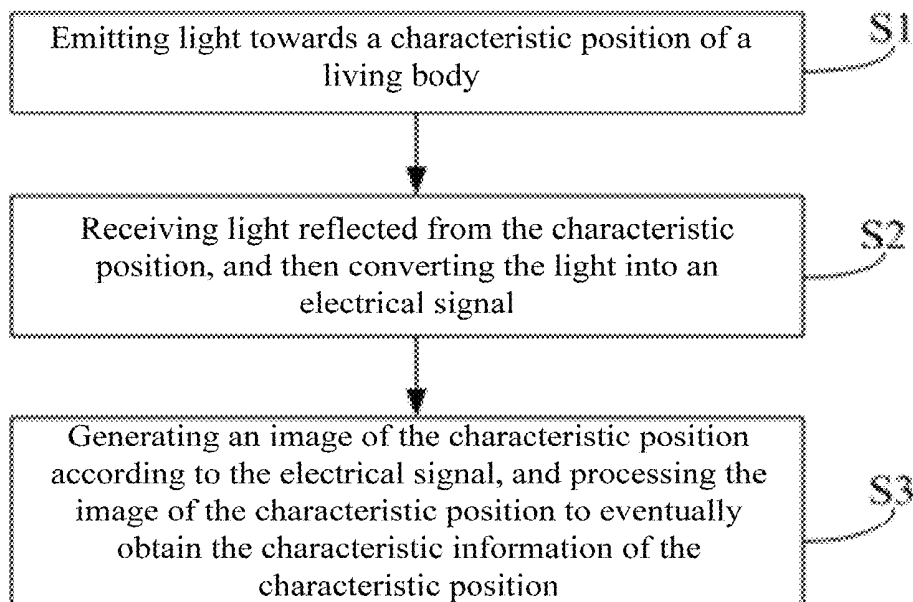 Emitting light towards a characteristic position of a
living body
S1
Receiving light reflected from the characteristic
position, and then converting the light into an
electrical signal
S2
Generating an image of the characteristic position
according to the electrical signal, and processing the
image of the characteristic position to eventually
obtain the characteristic information of the
characteristic position
S3